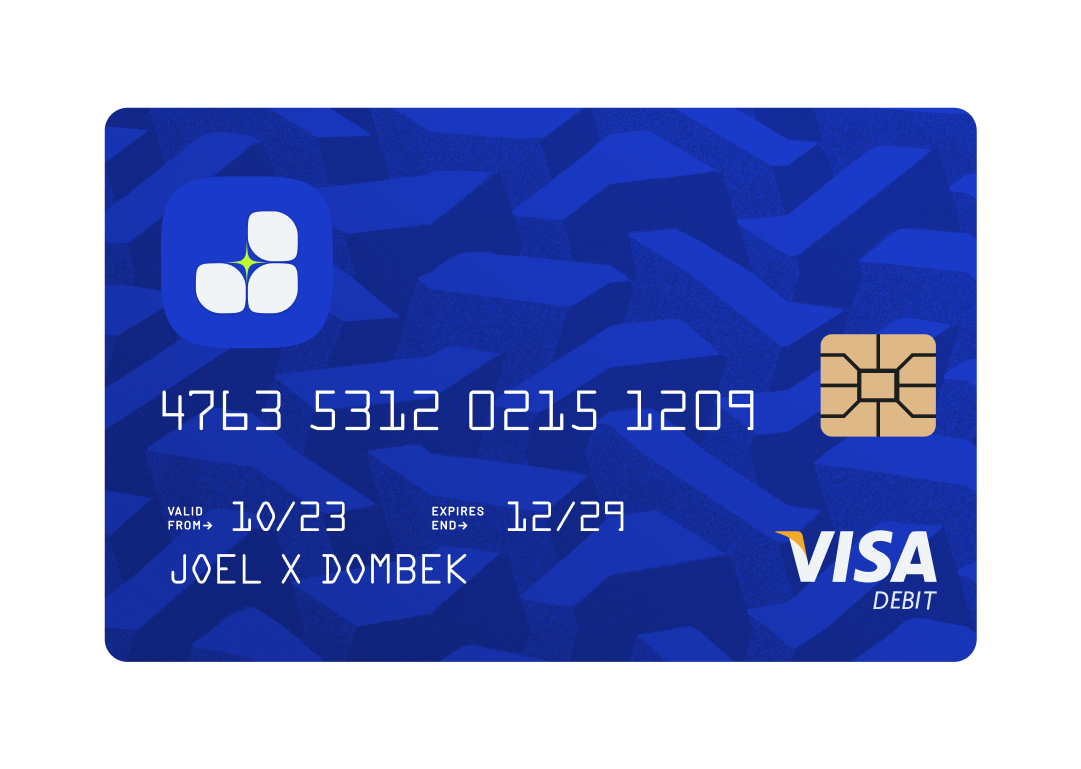 4763 5312 0215 1209
VALID FROM→ 10/23 EXPIRES END→ 12/29
JOEL X DOMBEK
VISA
DEBIT